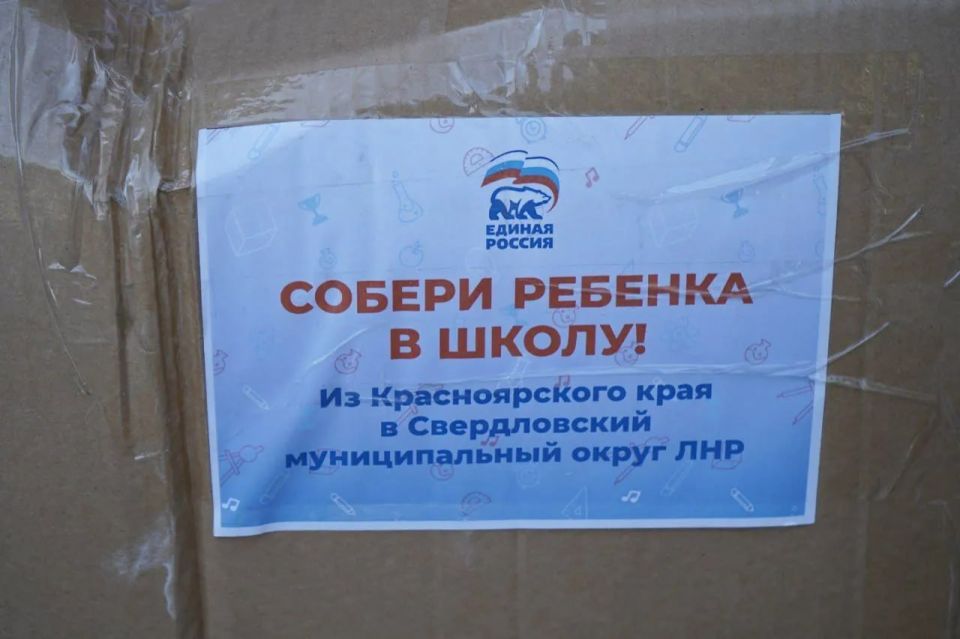 ЕДИНАЯ
РОССИЯ
СОБЕРИ РЕБЕНКА
В ШКОЛУ!
Из Красноярского края
в Свердловский
муниципальный округ ЛНР